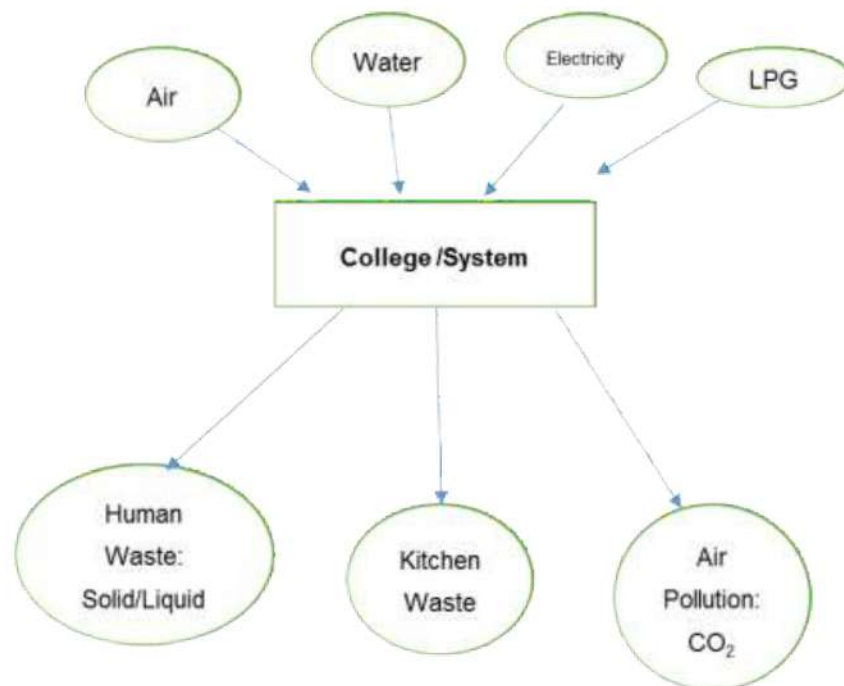 Air
Water
Electricity
LPG
College/System
Human
Waste:
Solid/Liquid
Kitchen
Waste
Air
Pollution:
CO₂